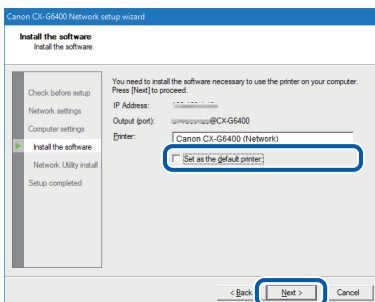 Canon CX-G6400 Network setup wizard
Install the software
Install the software.
Check before setup
Network settings
Computer settings
Install the software
Network Utility install
Setup completed
You need to install the software necessary to use the printer on your computer.
Press [Next] to proceed.
IP Address:
Output (port): @CX-G6400
Printer: Canon CX-G6400 (Network)
Set as the default printer:
< Back Next > Cancel